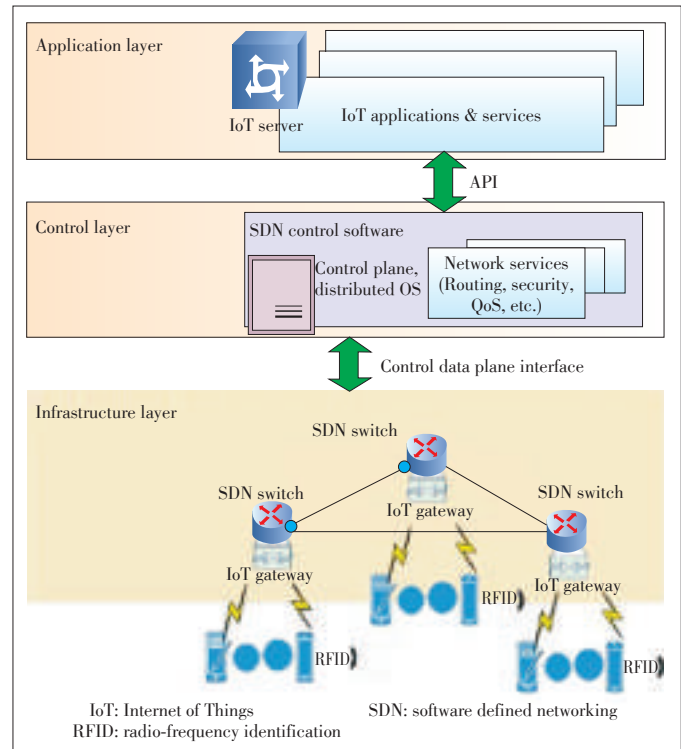 Application layer
IoT server
IoT applications & services
API
Control layer
SDN control software
Control plane,
distributed OS
Network services
(Routing, security,
QoS, etc.)
Control data plane interface
Infrastructure layer
SDN switch
IoT gateway
RFID
SDN switch
IoT gateway
RFID
SDN switch
IoT gateway
RFID
IoT: Internet of Things
SDN: software defined networking
RFID: radio-frequency identification